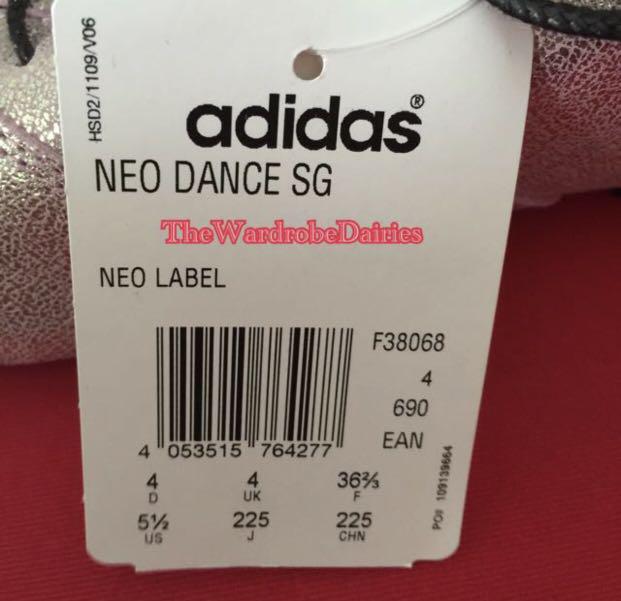 HSD2/1109/V06
adidas®
NEO DANCE SG
TheWardrobeDairies
NEO LABEL
F38068
4
690
EAN
4 053515 764277
4 4 36⅔
D UK F
5½ 225 225
US J CHN
PO# 109139664